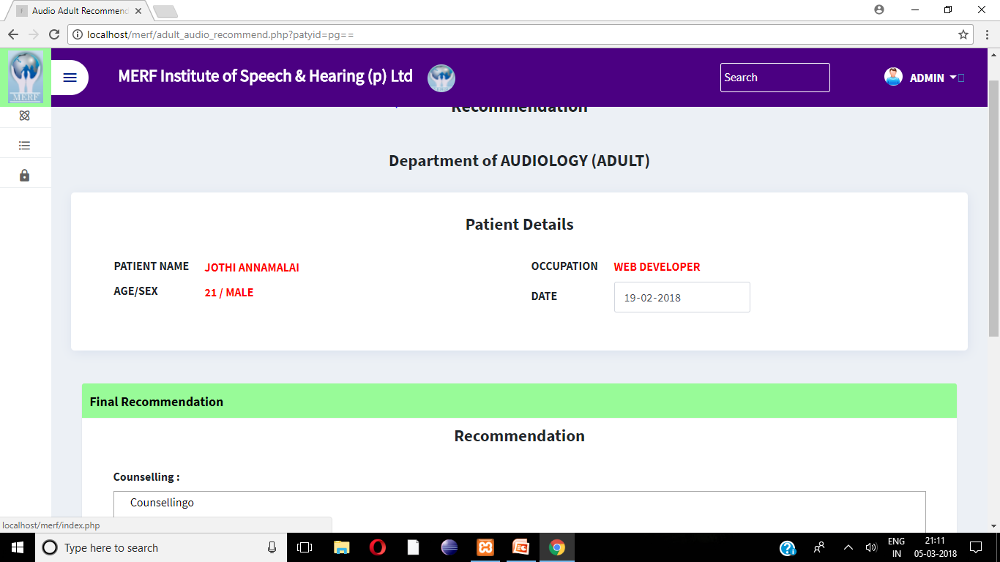 Audio Adult Recommend
localhost/merf/adult_audio_recommend.php?patyid=pg==
MERF
MERF Institute of Speech & Hearing (p) Ltd
Search
ADMIN
Recommendation
Department of AUDIOLOGY (ADULT)
Patient Details
PATIENT NAME JOTHI ANNAMALAI
OCCUPATION WEB DEVELOPER
AGE/SEX 21 / MALE
DATE 19-02-2018
Final Recommendation
Recommendation
Counselling :
Counsellingo
localhost/merf/index.php
Type here to search
ENG
IN
21:11
05-03-2018